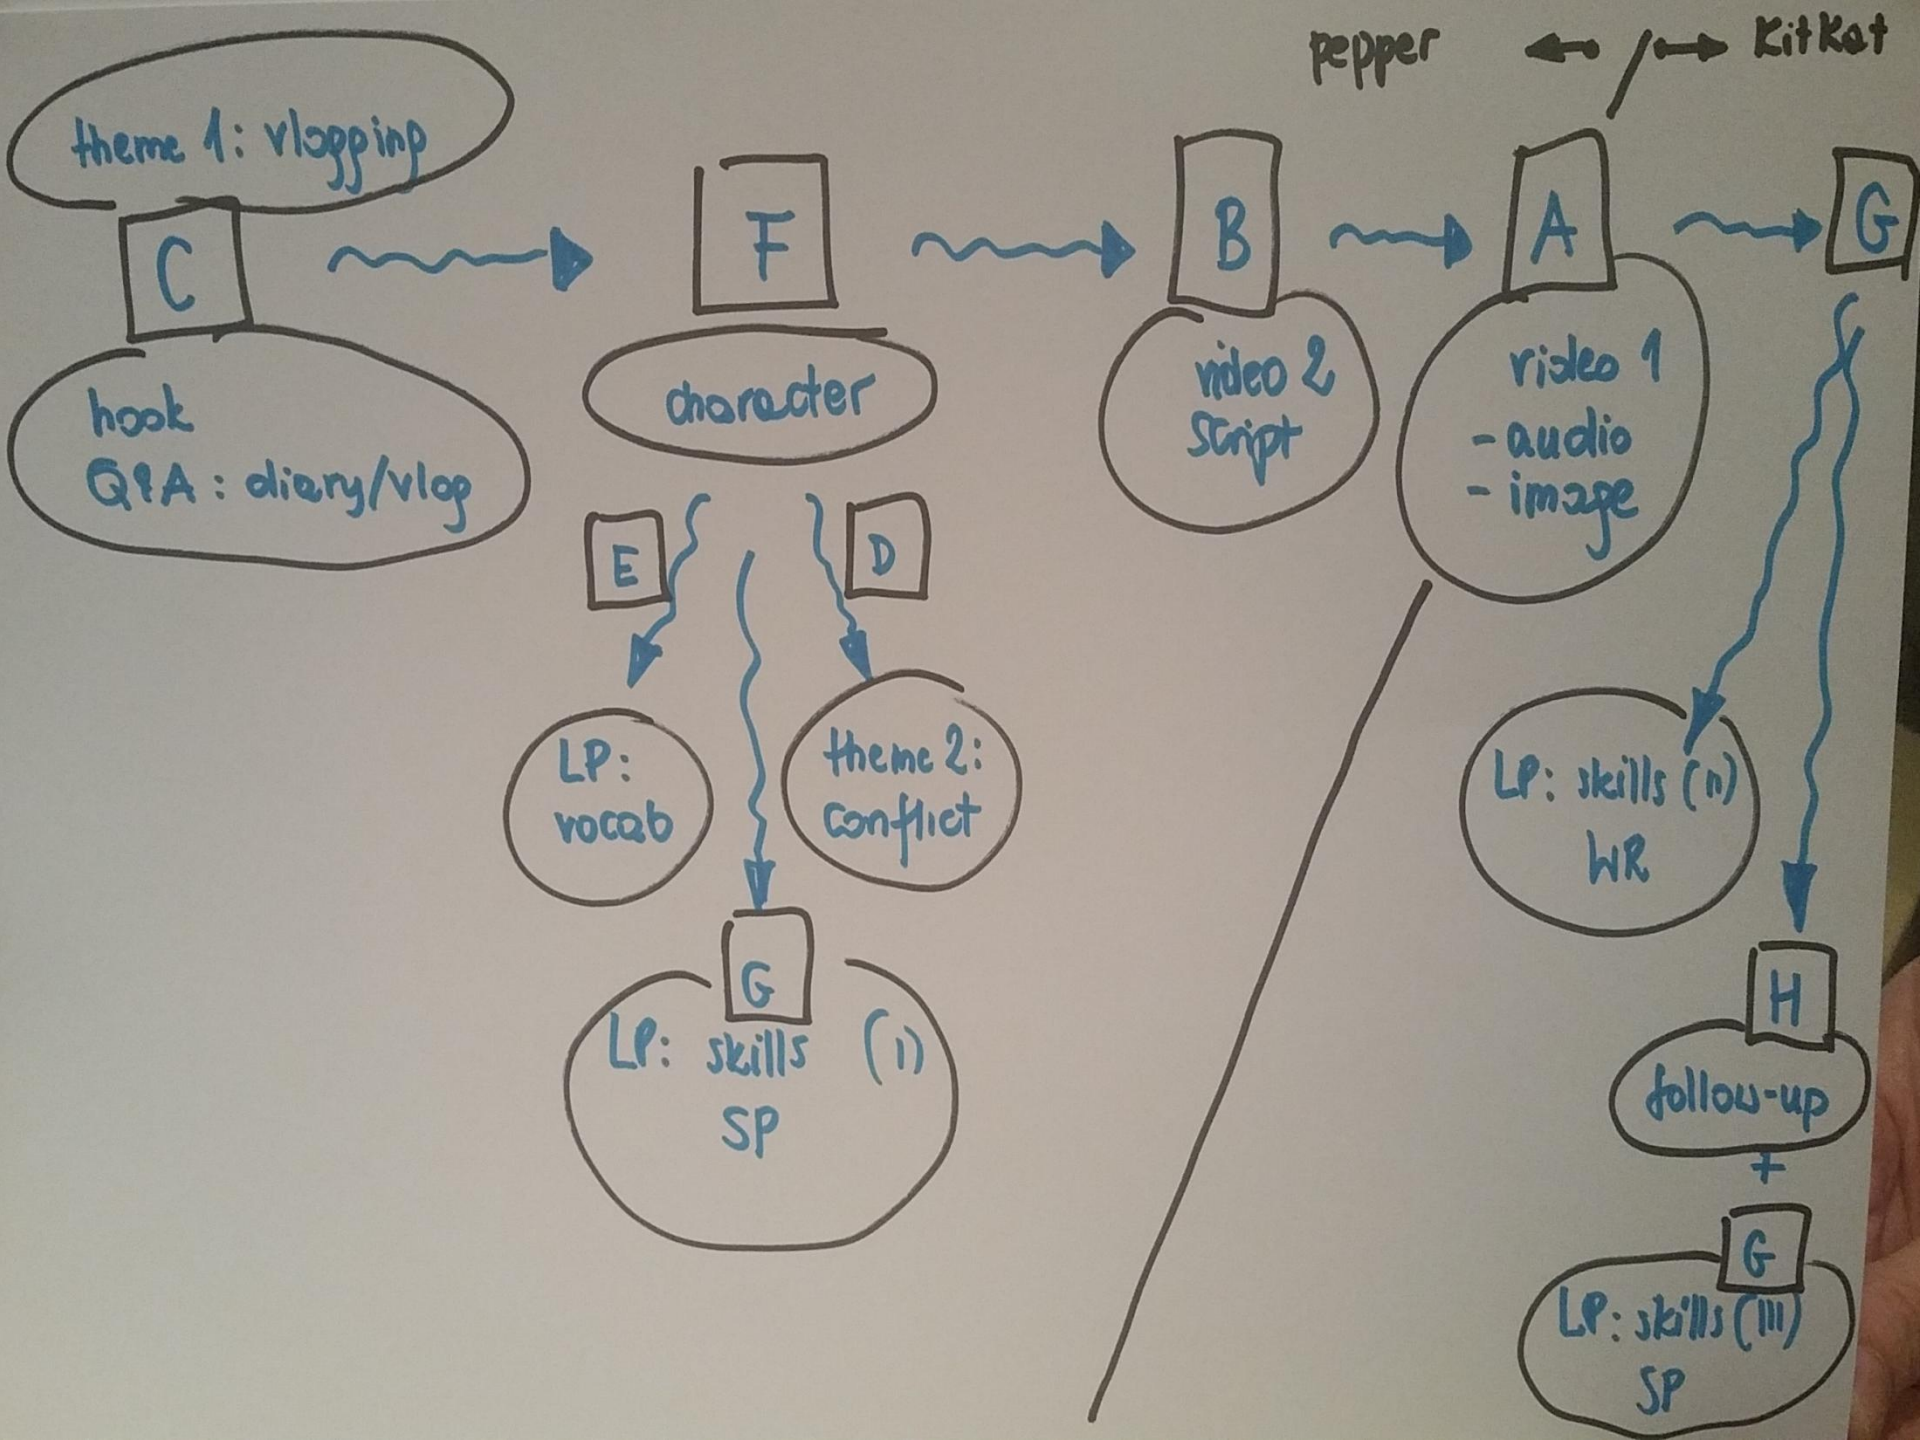 pepper
KitKat
theme 1: vlogging
C
F
B
A
G
hook
Q&A: diary/vlog
character
video 2
script
video 1
- audio
- image
E
D
LP:
vocab
theme 2:
conflict
LP: skills (II)
WR
G
LP: skills (I)
SP
H
follow-up
+
G
LP: skills (III)
SP